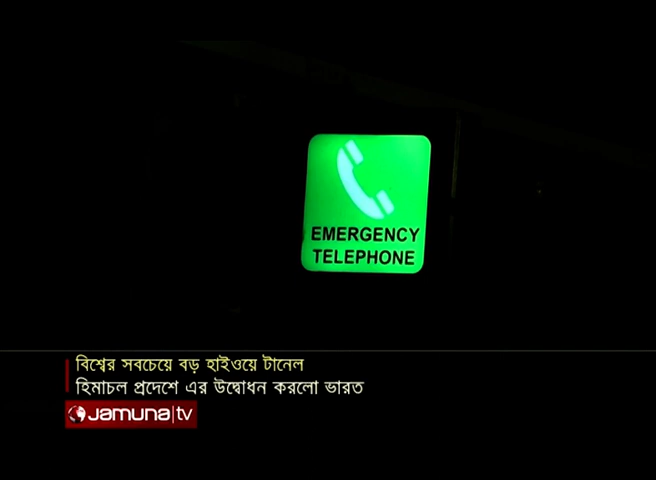 EMERGENCY
TELEPHONE
বিশ্বের সবচেয়ে বড় হাইওয়ে টানেল
হিমাচল প্রদেশে এর উদ্বোধন করলো ভারত
Jamuna|tv